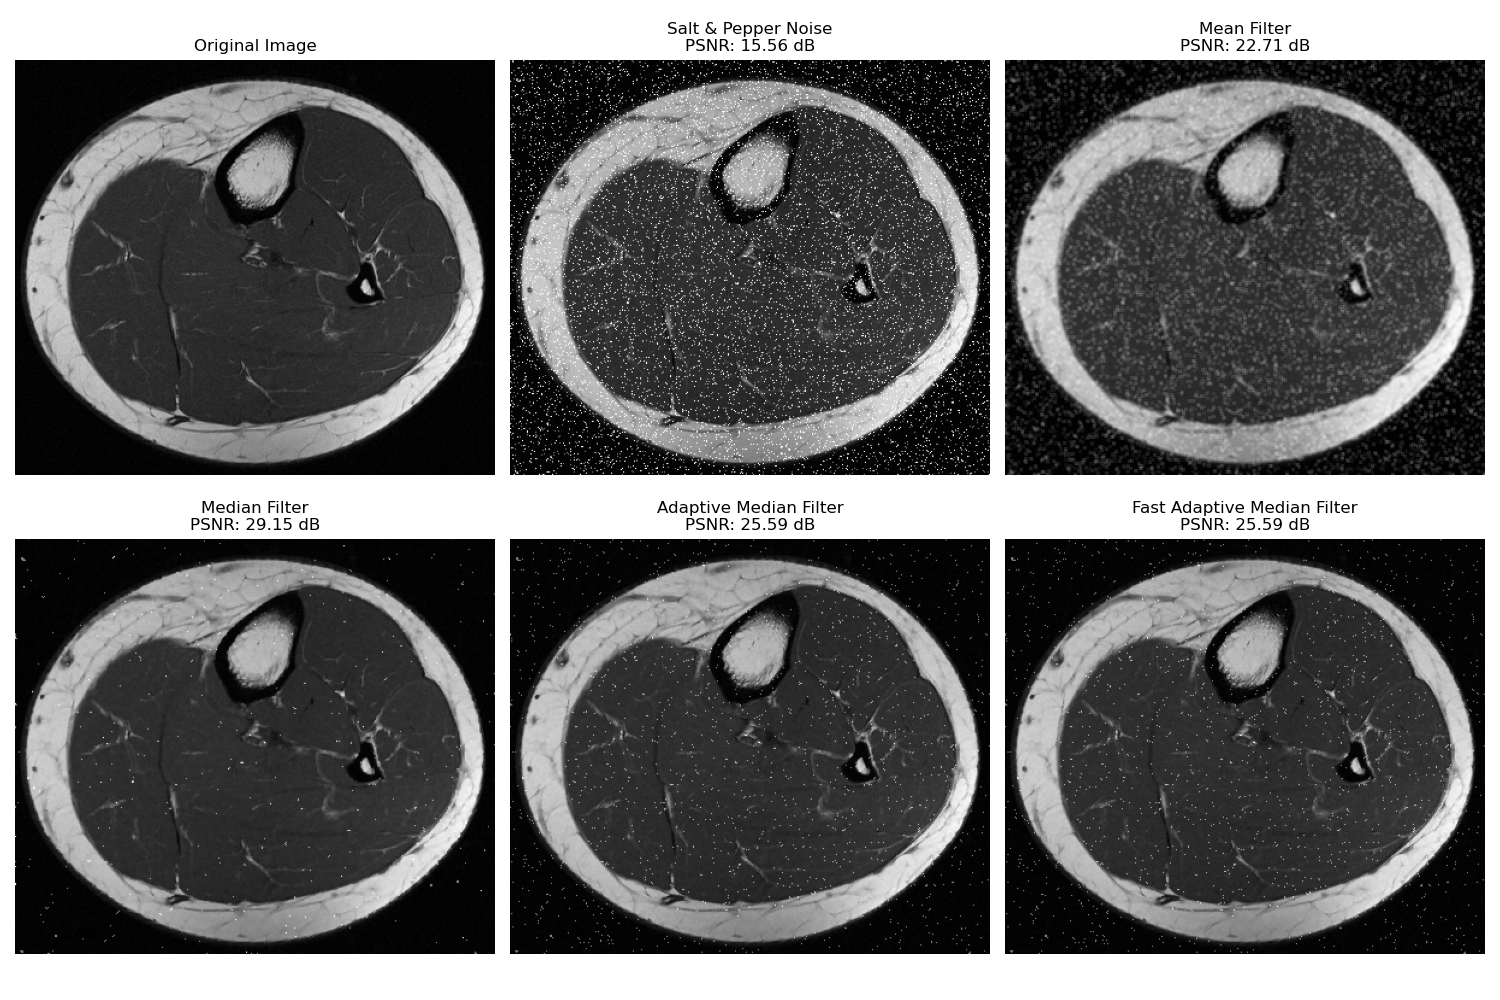 Original Image
Salt & Pepper Noise
PSNR: 15.56 dB
Mean Filter
PSNR: 22.71 dB
Median Filter
PSNR: 29.15 dB
Adaptive Median Filter
PSNR: 25.59 dB
Fast Adaptive Median Filter
PSNR: 25.59 dB